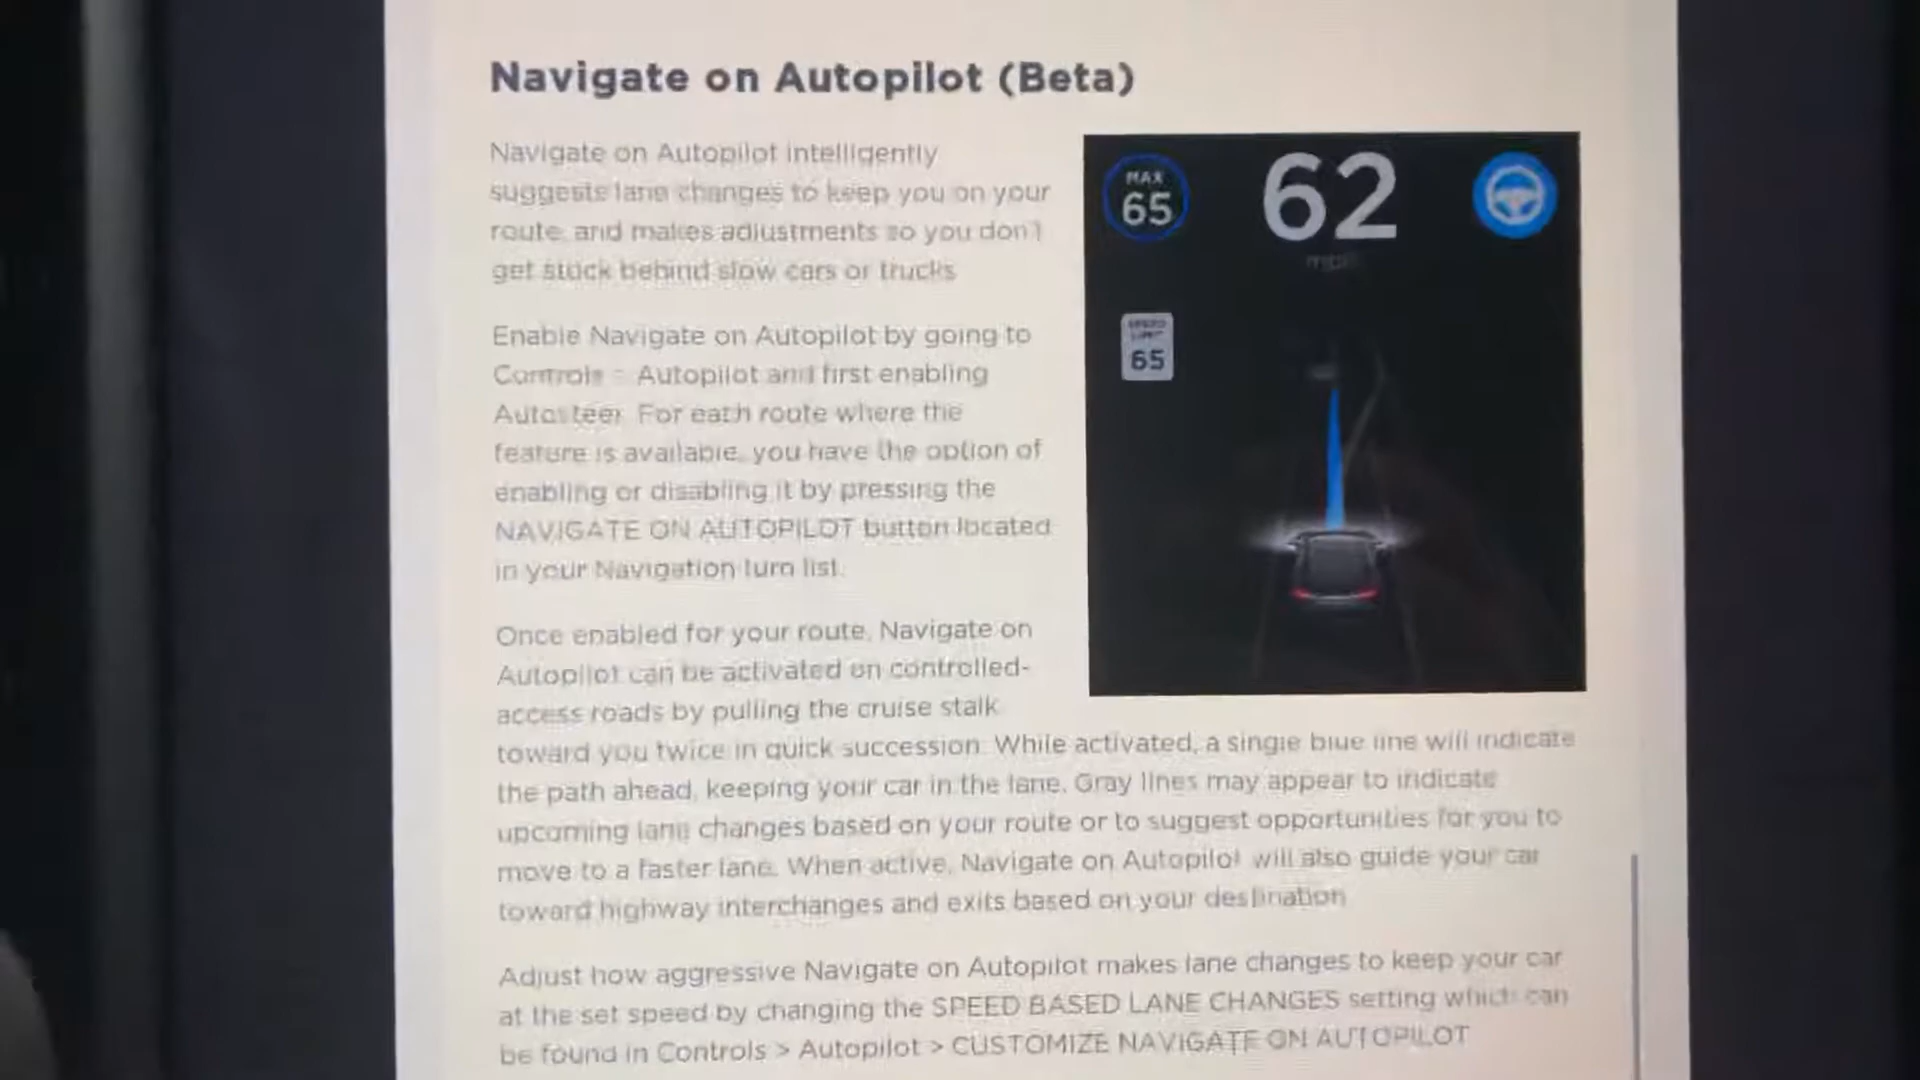 Navigate on Autopilot (Beta)
Navigate on Autopilot intelligently
suggests lane changes to keep you on your
route, and makes adjustments so you don't
get stuck behind slow cars or trucks
Enable Navigate on Autopilot by going to
Controls > Autopilot and first enabling
Autosteer. For each route where the
feature is available, you have the option of
enabling or disabling it by pressing the
NAVIGATE ON AUTOPILOT button located
in your Navigation turn list.
Once enabled for your route, Navigate on
Autopilot can be activated on controlled-
access roads by pulling the cruise stalk
toward you twice in quick succession. While activated, a single blue line will indicate
the path ahead, keeping your car in the lane. Gray lines may appear to indicate
upcoming lane changes based on your route or to suggest opportunities for you to
move to a faster lane. When active, Navigate on Autopilot will also guide your car
toward highway interchanges and exits based on your destination
Adjust how aggressive Navigate on Autopilot makes lane changes to keep your car
at the set speed by changing the SPEED BASED LANE CHANGES setting which can
be found in Controls > Autopilot > CUSTOMIZE NAVIGATE ON AUTOPILOT
MAX
65
62
mph
SPEED
LIMIT
65